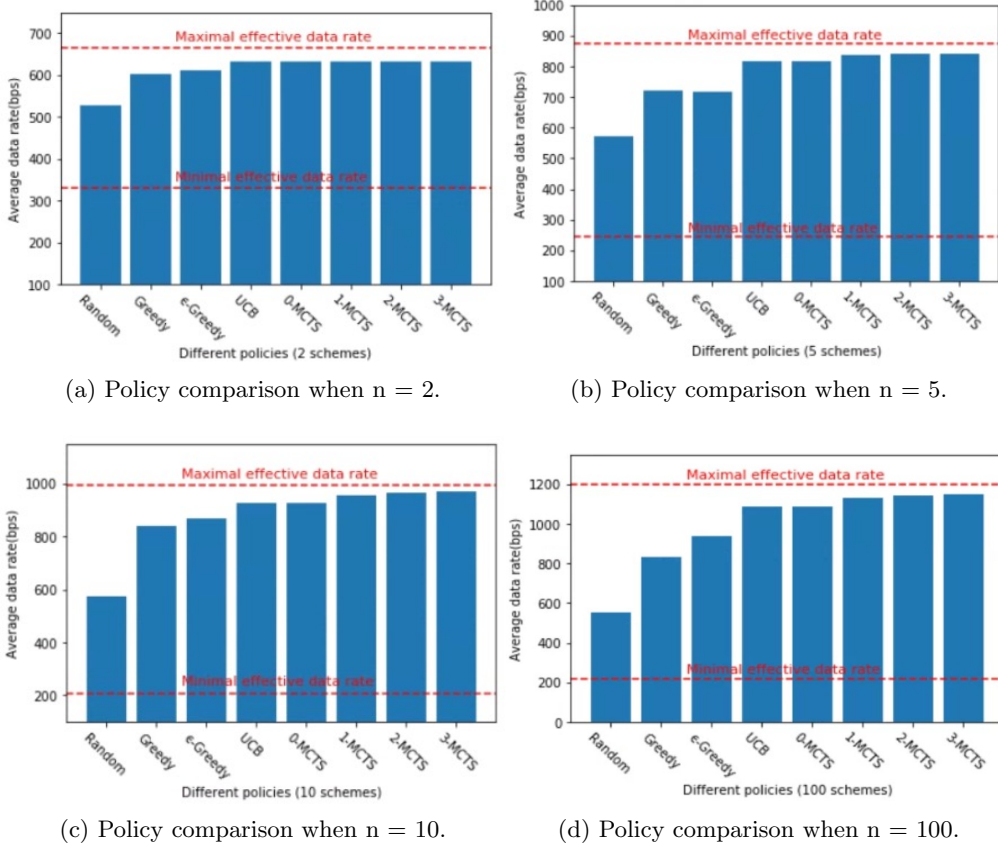 Maximal effective data rate
Minimal effective data rate
Average data rate(bps)
700
600
500
400
300
200
100
Random
Greedy
ϵ-Greedy
UCB
0-MCTS
1-MCTS
2-MCTS
3-MCTS
Different policies (2 schemes)
(a) Policy comparison when n = 2.
Maximal effective data rate
Minimal effective data rate
Average data rate(bps)
1000
900
800
700
600
500
400
300
200
100
Random
Greedy
ϵ-Greedy
UCB
0-MCTS
1-MCTS
2-MCTS
3-MCTS
Different policies (5 schemes)
(b) Policy comparison when n = 5.
Maximal effective data rate
Minimal effective data rate
Average data rate(bps)
1000
800
600
400
200
Random
Greedy
ϵ-Greedy
UCB
0-MCTS
1-MCTS
2-MCTS
3-MCTS
Different policies (10 schemes)
(c) Policy comparison when n = 10.
Maximal effective data rate
Minimal effective data rate
Average data rate(bps)
1200
1000
800
600
400
200
0
Random
Greedy
ϵ-Greedy
UCB
0-MCTS
1-MCTS
2-MCTS
3-MCTS
Different policies (100 schemes)
(d) Policy comparison when n = 100.